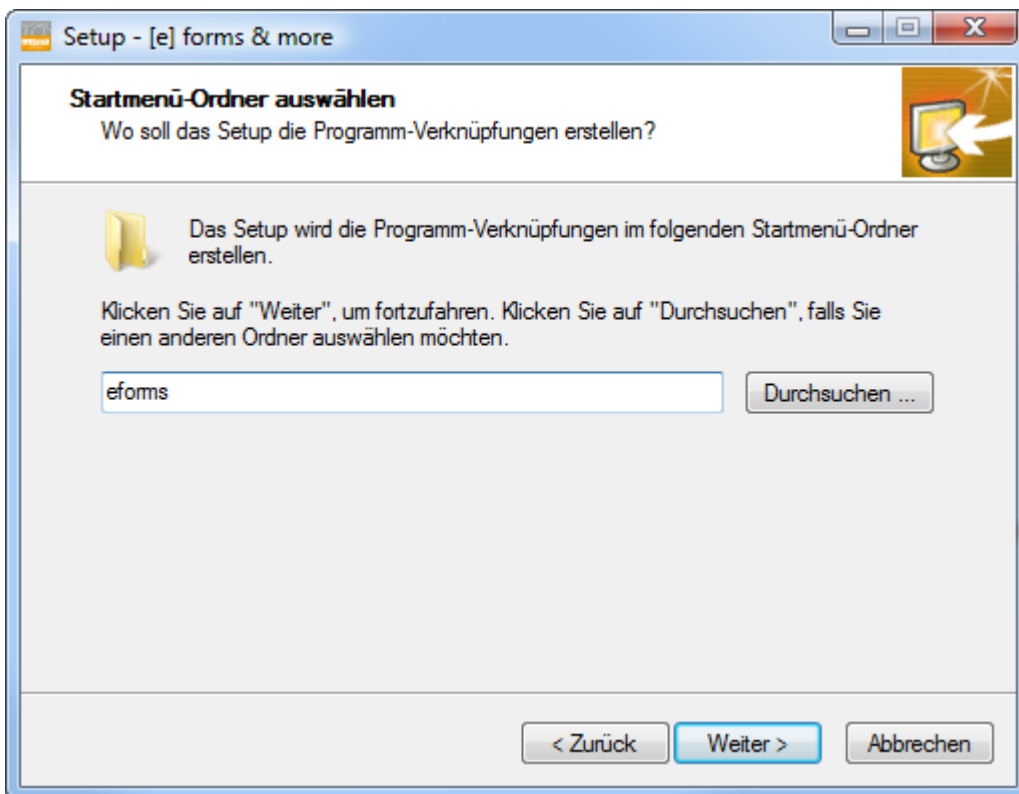 Setup - [e] forms & more
Startmenü-Ordner auswählen
Wo soll das Setup die Programm-Verknüpfungen erstellen?
Das Setup wird die Programm-Verknüpfungen im folgenden Startmenü-Ordner
erstellen.
Klicken Sie auf "Weiter", um fortzufahren. Klicken Sie auf "Durchsuchen", falls Sie
einen anderen Ordner auswählen möchten.
eforms
Durchsuchen ...
< Zurück
Weiter >
Abbrechen